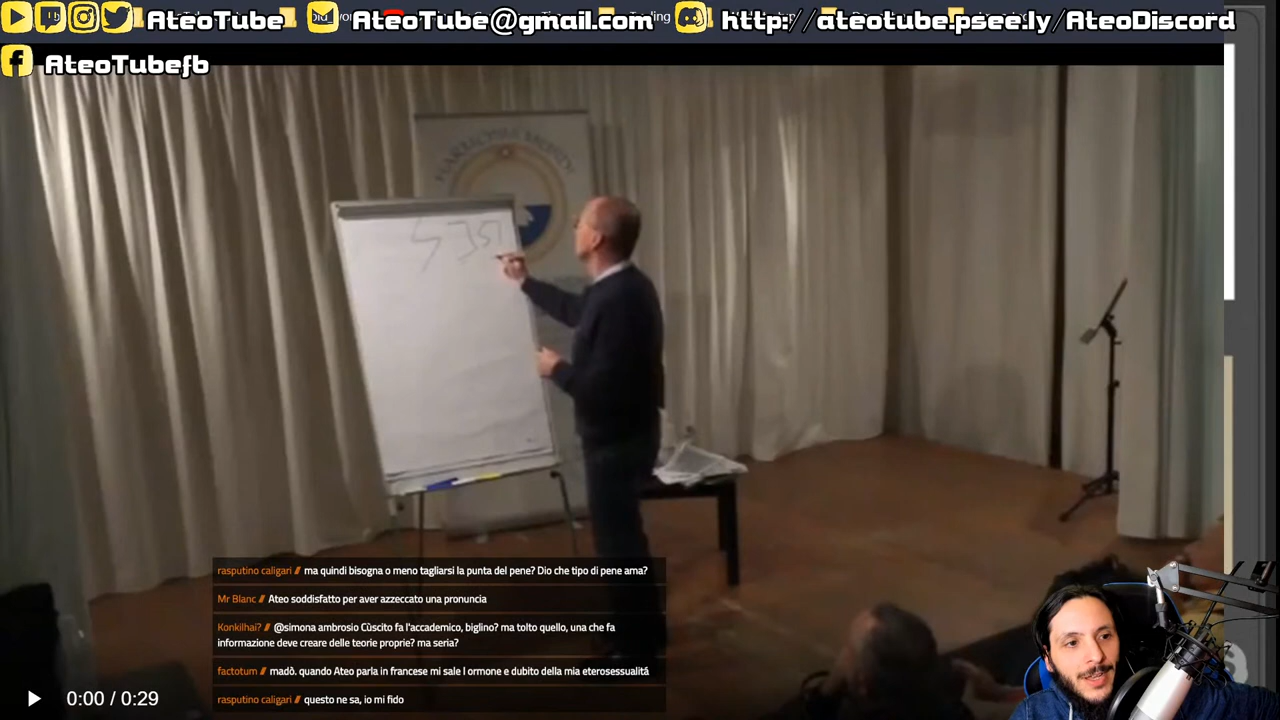 AteoTube AteoTube@gmail.com http://ateotube.psee.ly/AteoDiscord
AteoTubefb
rasputino caligari // ma quindi bisogna o meno tagliarsi la punta del pene? Dio che tipo di pene ama?
Mr Blanc // Ateo soddisfatto per aver azzeccato una pronuncia
Konkilhai? // @simona ambrosio Cùscito fa l'accademico, biglino? ma tolto quello, una che fa
informazione deve creare delle teorie proprie? ma seria?
factotum // madò. quando Ateo parla in francese mi sale l ormone e dubito della mia eterosessualitá
rasputino caligari // questo ne sa, io mi fido
0:00 / 0:29